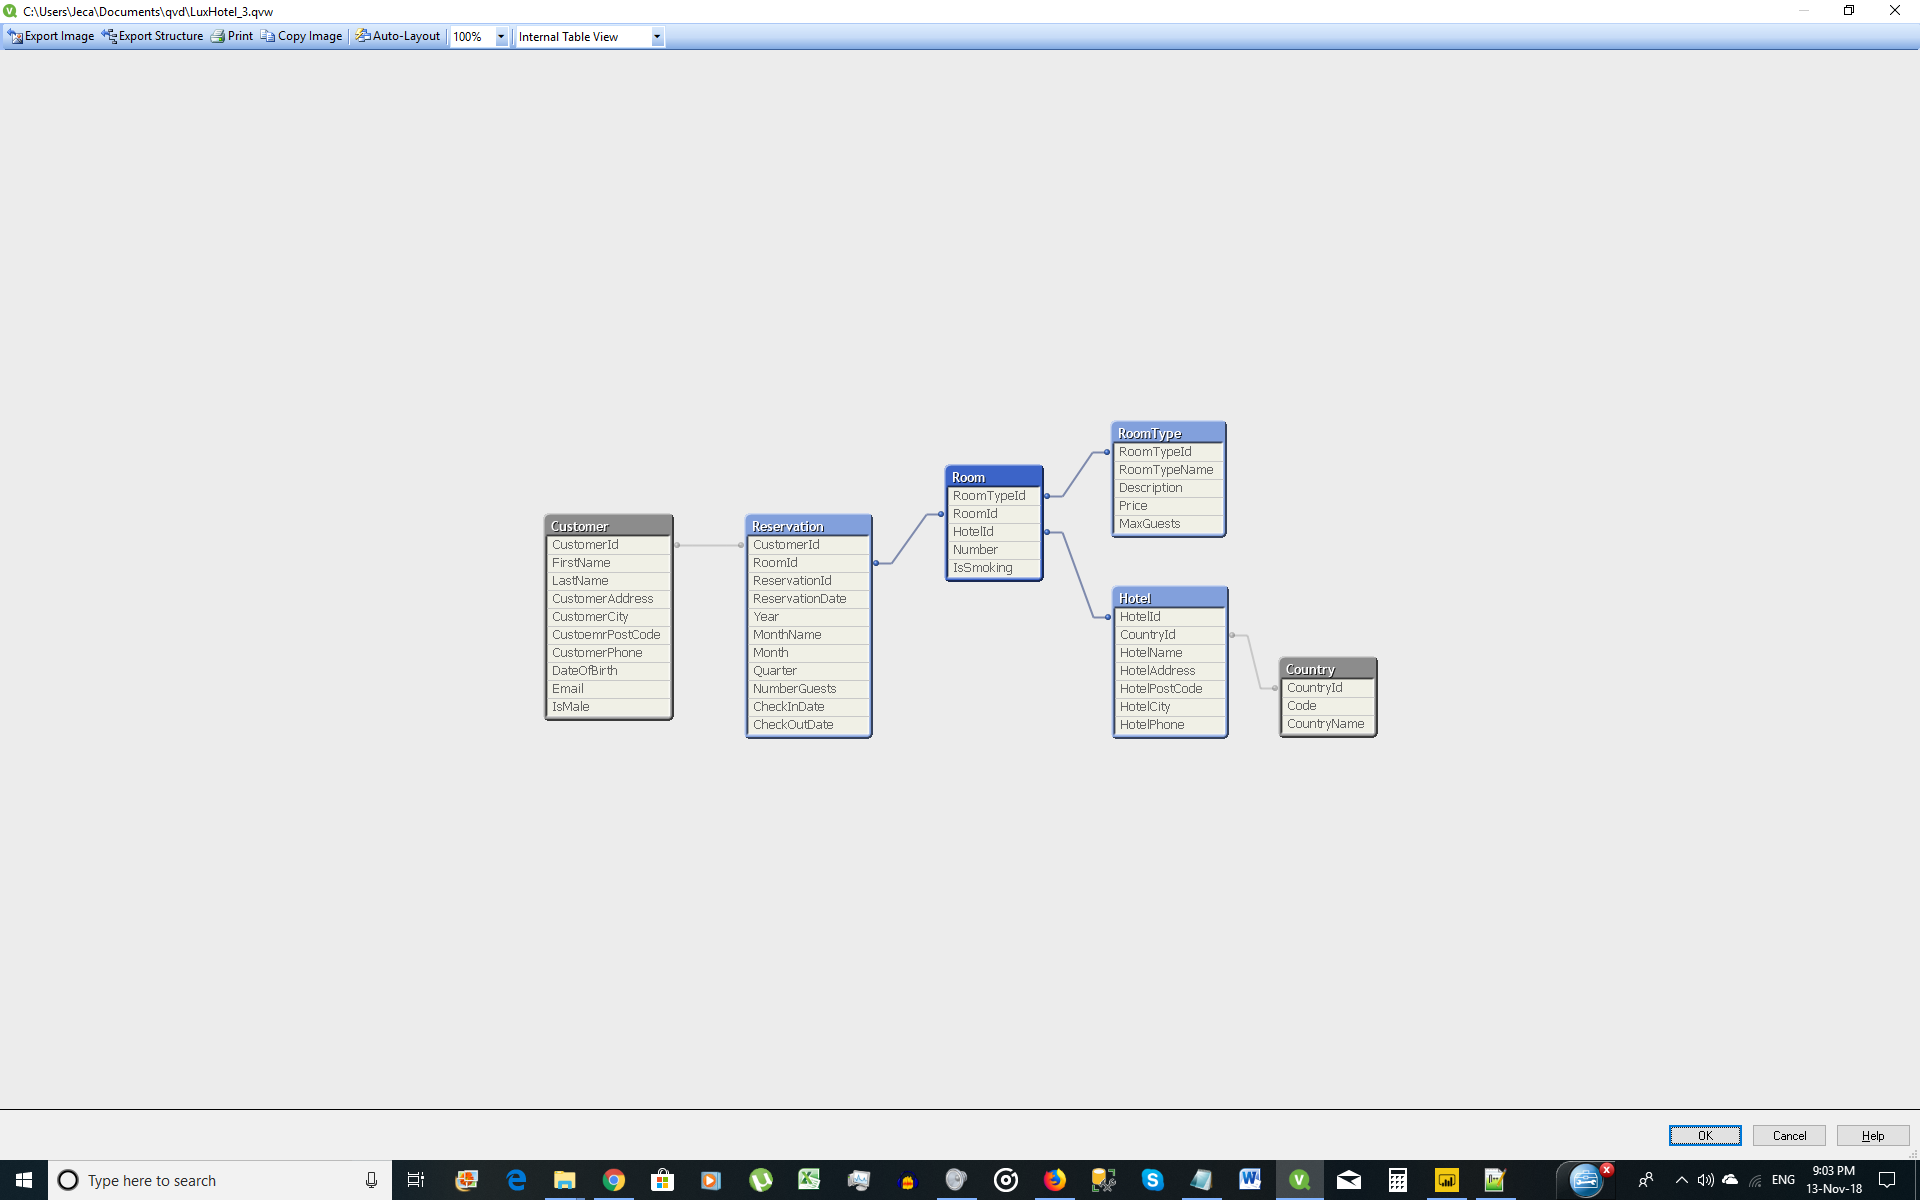 C:\Users\Jeca\Documents\qvd\LuxHotel_3.qvw
Export Image Export Structure Print Copy Image Auto-Layout 100% Internal Table View
RoomType
RoomTypeId
RoomTypeName
Description
Price
MaxGuests
Room
RoomTypeId
RoomId
HotelId
Number
IsSmoking
Customer
CustomerId
FirstName
LastName
CustomerAddress
CustomerCity
CustoemrPostCode
CustomerPhone
DateOfBirth
Email
IsMale
Reservation
CustomerId
RoomId
ReservationId
ReservationDate
Year
MonthName
Month
Quarter
NumberGuests
CheckInDate
CheckOutDate
Hotel
HotelId
CountryId
HotelName
HotelAddress
HotelPostCode
HotelCity
HotelPhone
Country
CountryId
Code
CountryName
OK Cancel Help
Type here to search
ENG
9:03 PM
13-Nov-18